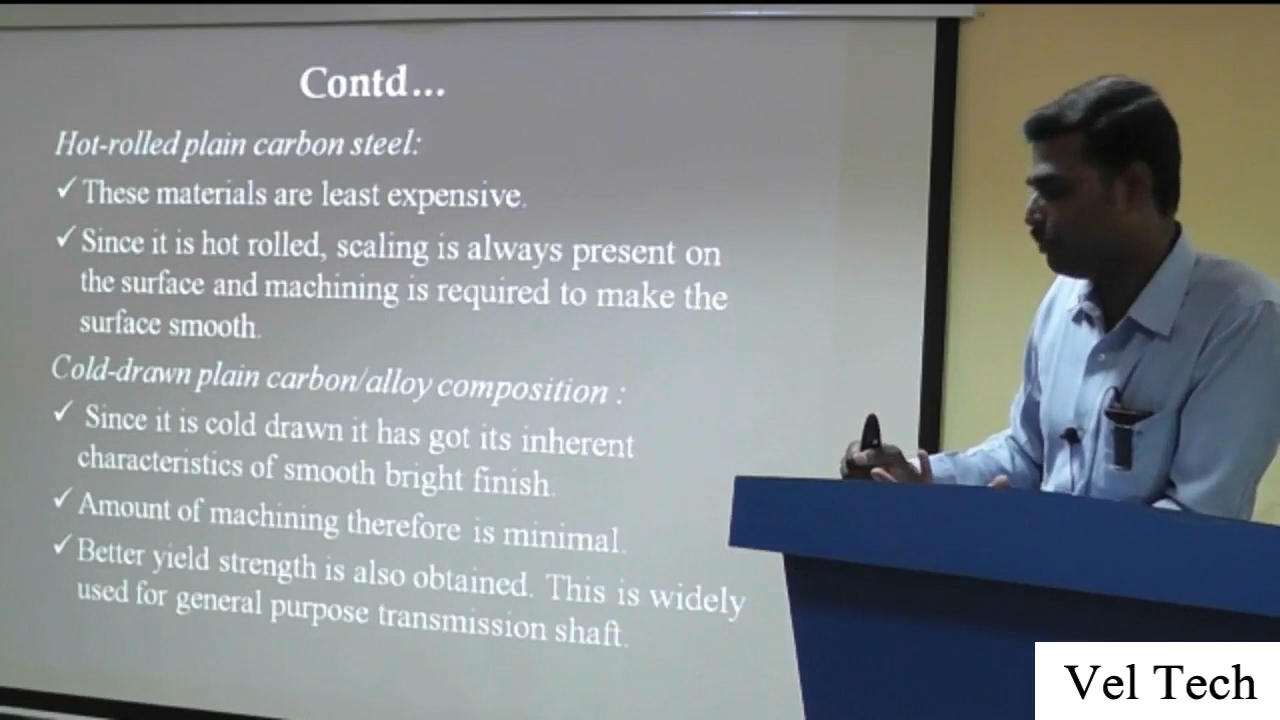 Contd...
Hot-rolled plain carbon steel:
✓ These materials are least expensive.
✓ Since it is hot rolled, scaling is always present on
the surface and machining is required to make the
surface smooth.
Cold-drawn plain carbon/alloy composition :
✓ Since it is cold drawn it has got its inherent
characteristics of smooth bright finish.
✓ Amount of machining therefore is minimal.
✓ Better yield strength is also obtained. This is widely
used for general purpose transmission shaft.
Vel Tech